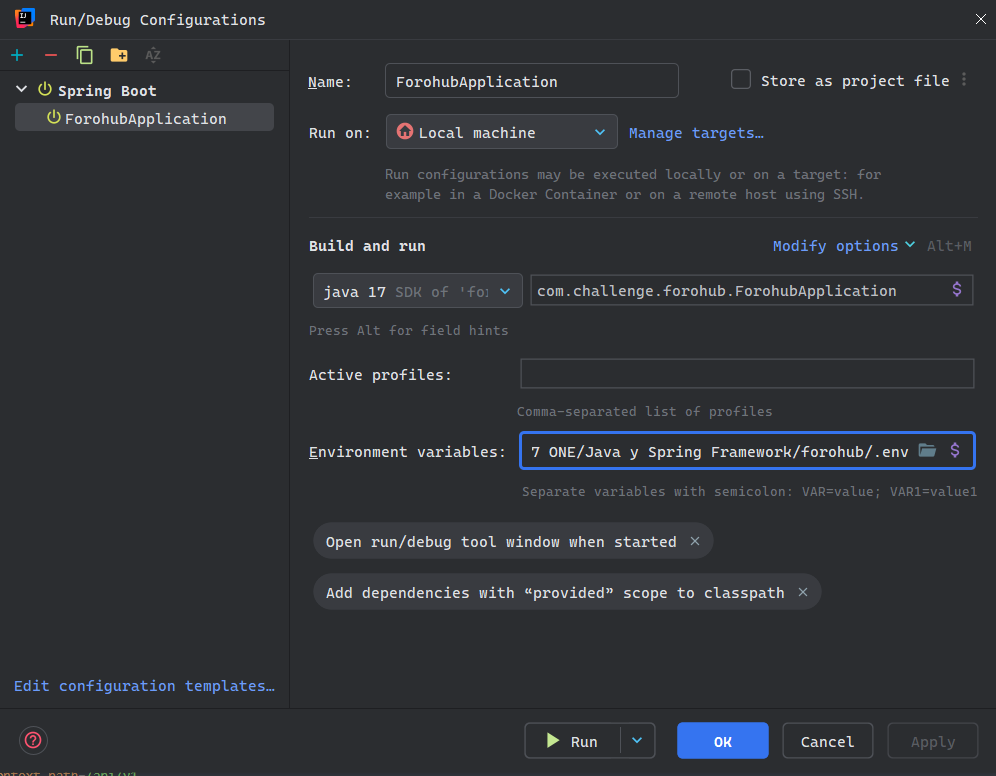 Run/Debug Configurations
Spring Boot
ForohubApplication
Edit configuration templates…
Name: ForohubApplication Store as project file
Run on: Local machine Manage targets…
Run configurations may be executed locally or on a target: for
example in a Docker Container or on a remote host using SSH.
Build and run Modify options Alt+M
java 17 SDK of 'for com.challenge.forohub.ForohubApplication
Press Alt for field hints
Active profiles:
Comma-separated list of profiles
Environment variables: 7 ONE/Java y Spring Framework/forohub/.env
Separate variables with semicolon: VAR=value; VAR1=value1
Open run/debug tool window when started
Add dependencies with “provided” scope to classpath
Run OK Cancel Apply